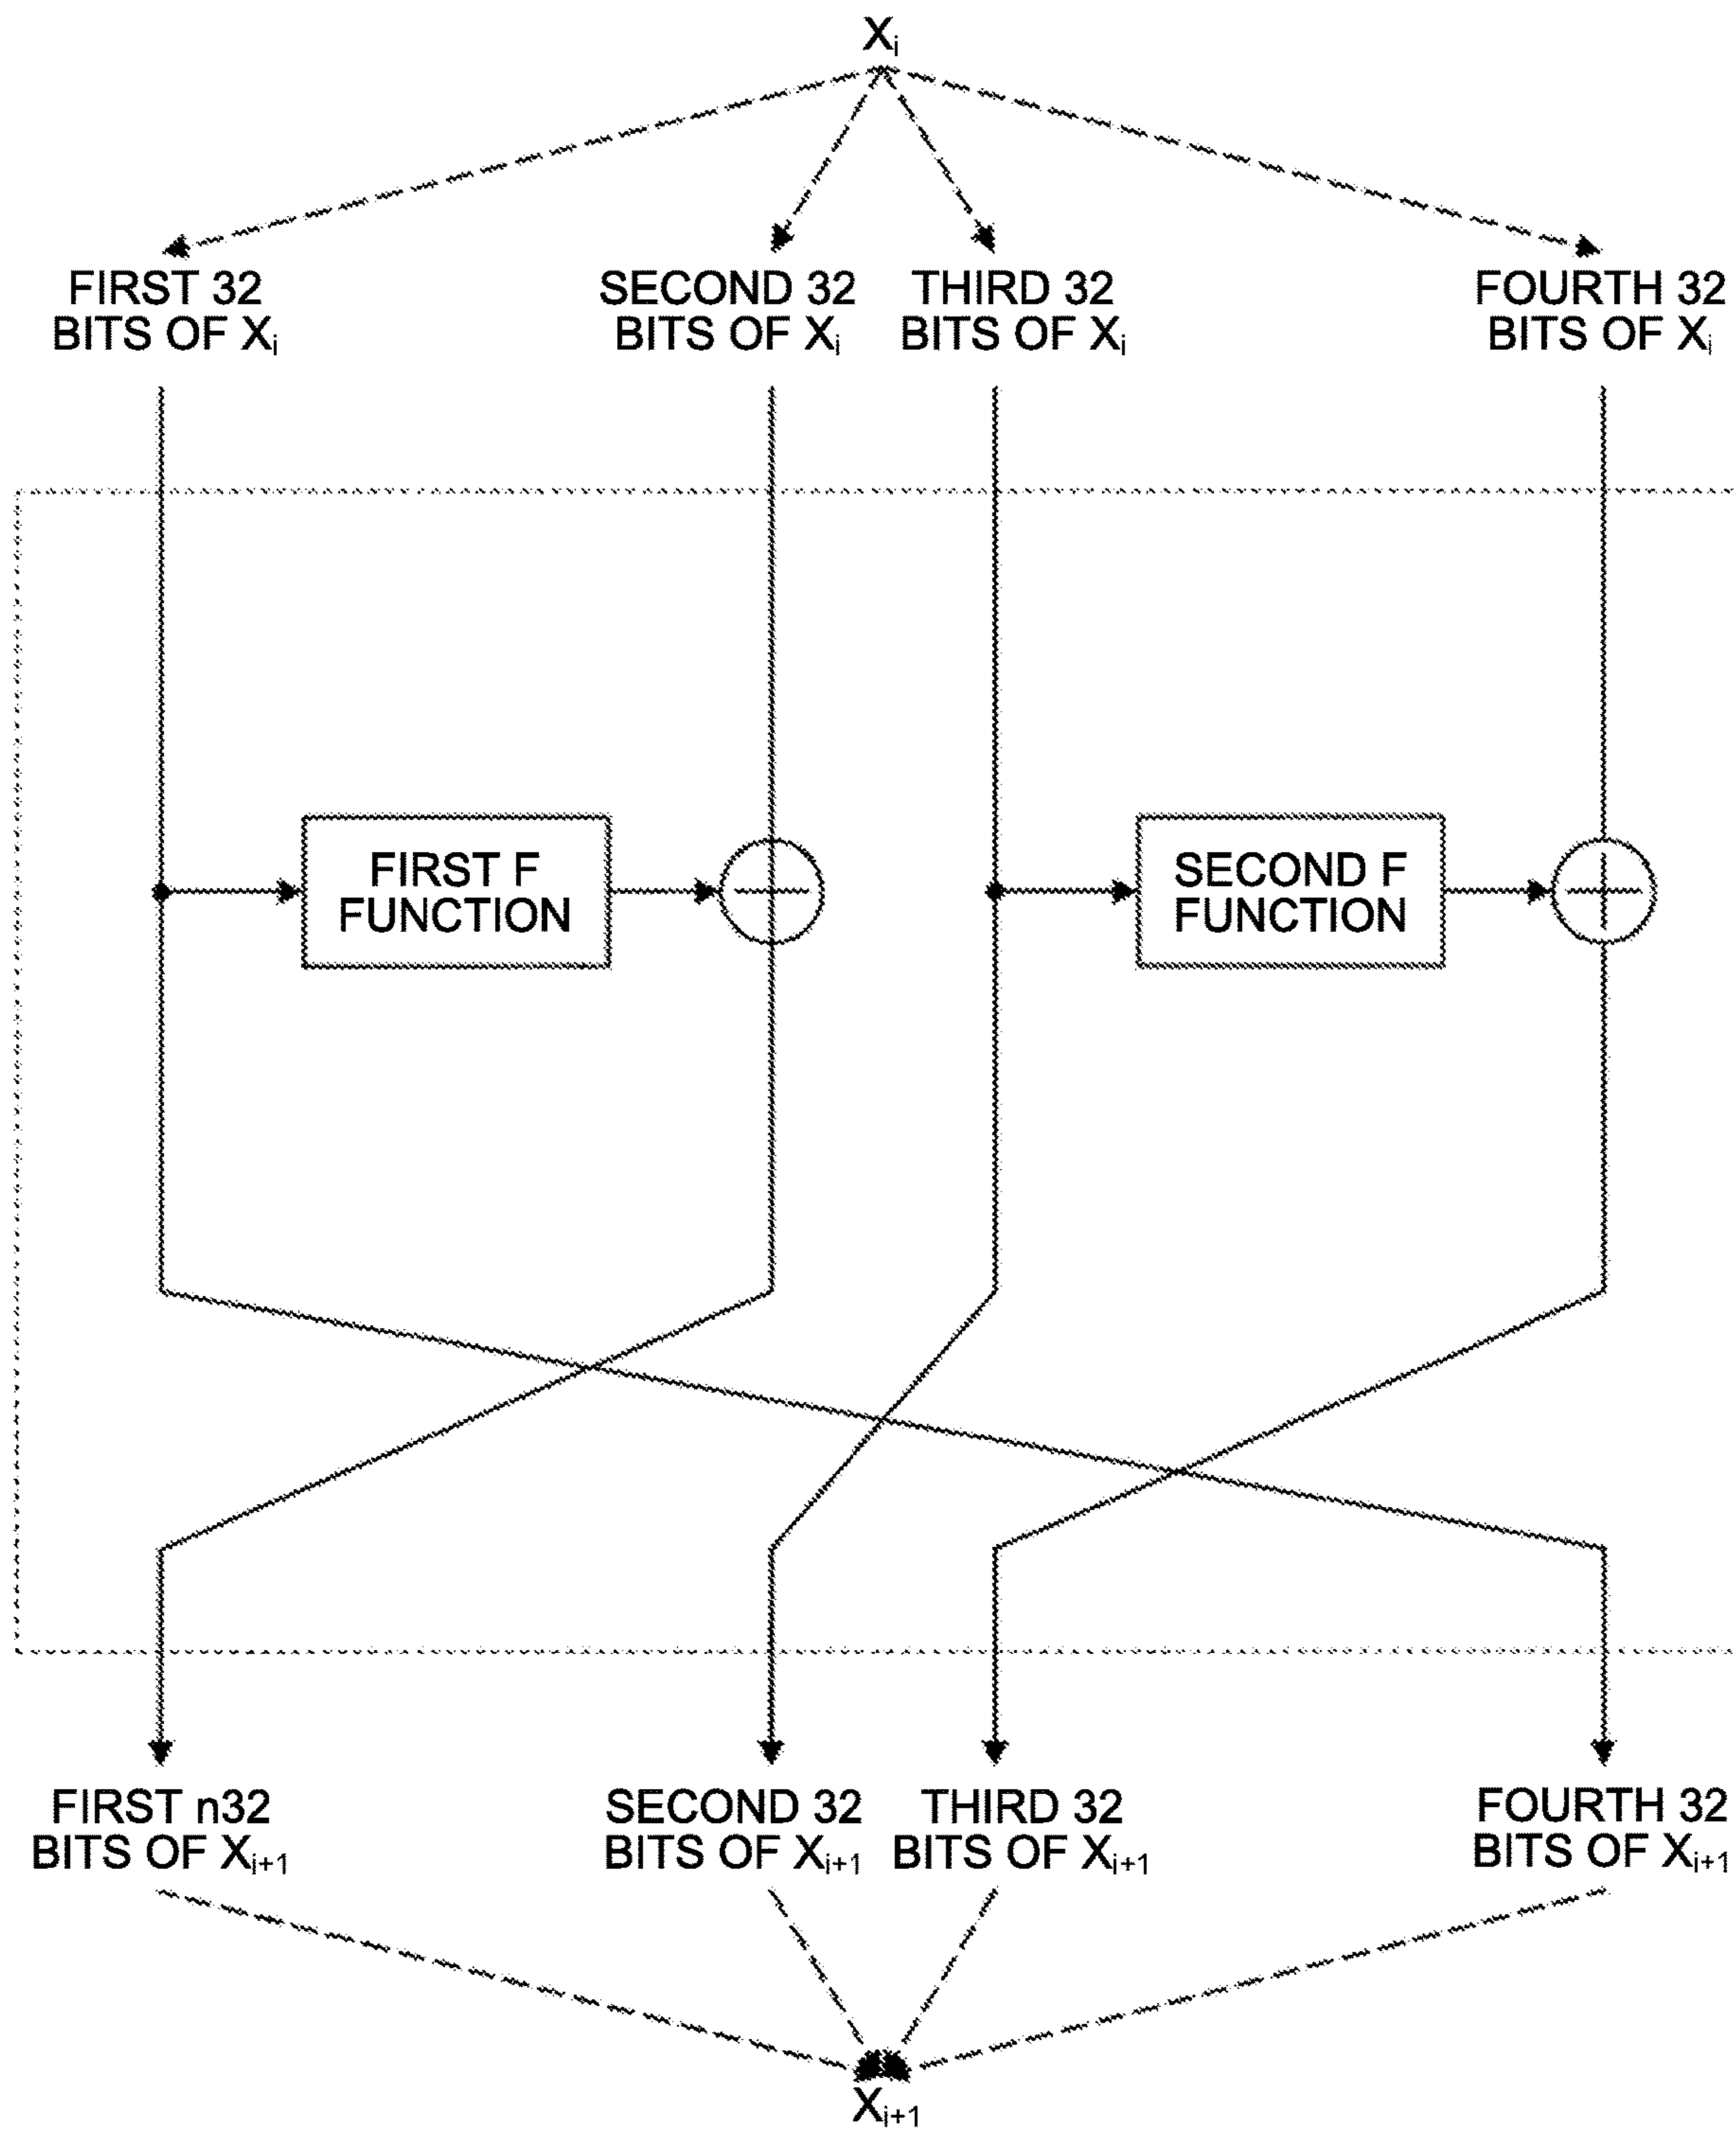 Xi
FIRST 32
BITS OF Xi
SECOND 32
BITS OF Xi
THIRD 32
BITS OF Xi
FOURTH 32
BITS OF Xi
FIRST F
FUNCTION
SECOND F
FUNCTION
FIRST n32
BITS OF Xi+1
SECOND 32
BITS OF Xi+1
THIRD 32
BITS OF Xi+1
FOURTH 32
BITS OF Xi+1
Xi+1